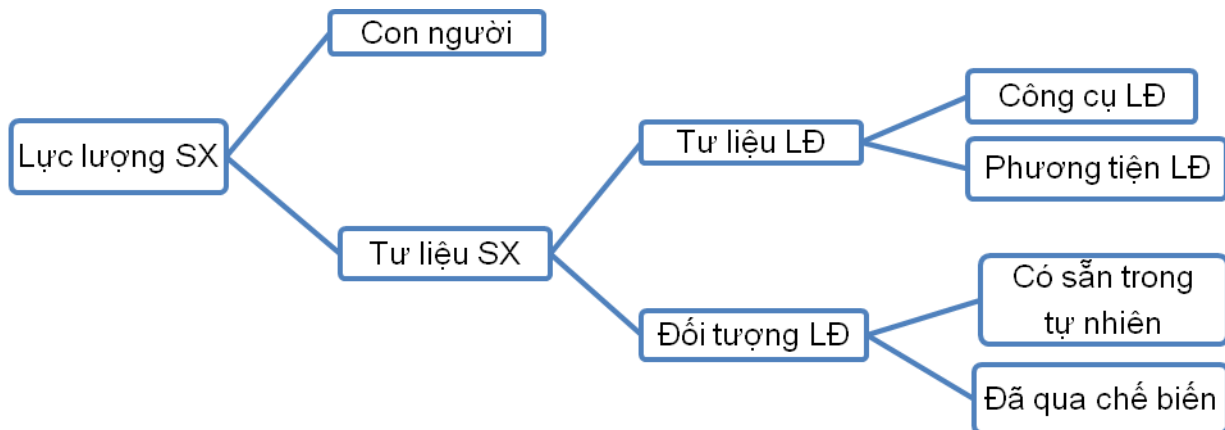 Con người
Công cụ LĐ
Tư liệu LĐ
Lực lượng SX
Phương tiện LĐ
Tư liệu SX
Có sẵn trong
tự nhiên
Đối tượng LĐ
Đã qua chế biến